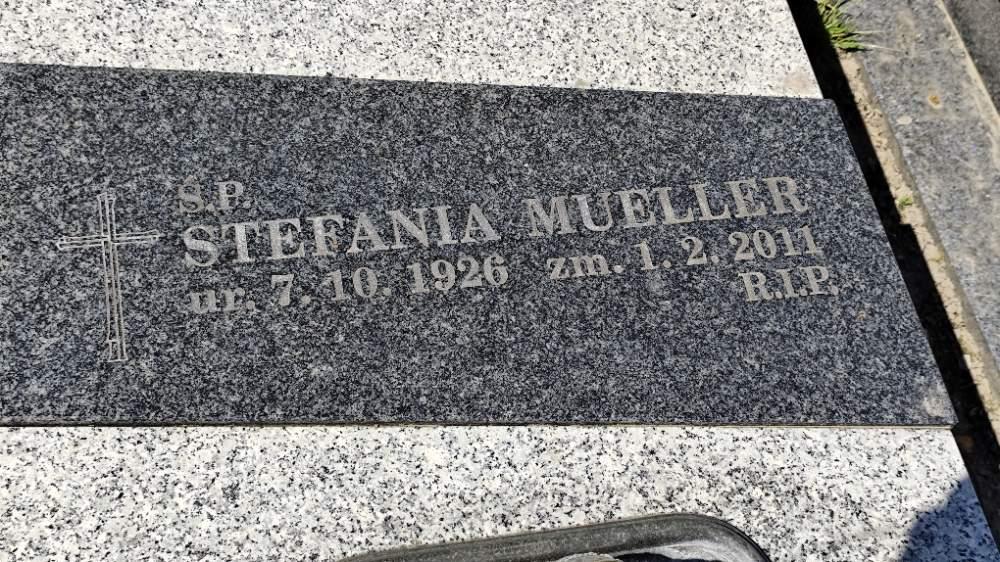 Ś.P.
STEFANIA MUELLER
ur. 7. 10. 1926 zm. 1. 2. 2011
R.I.P.